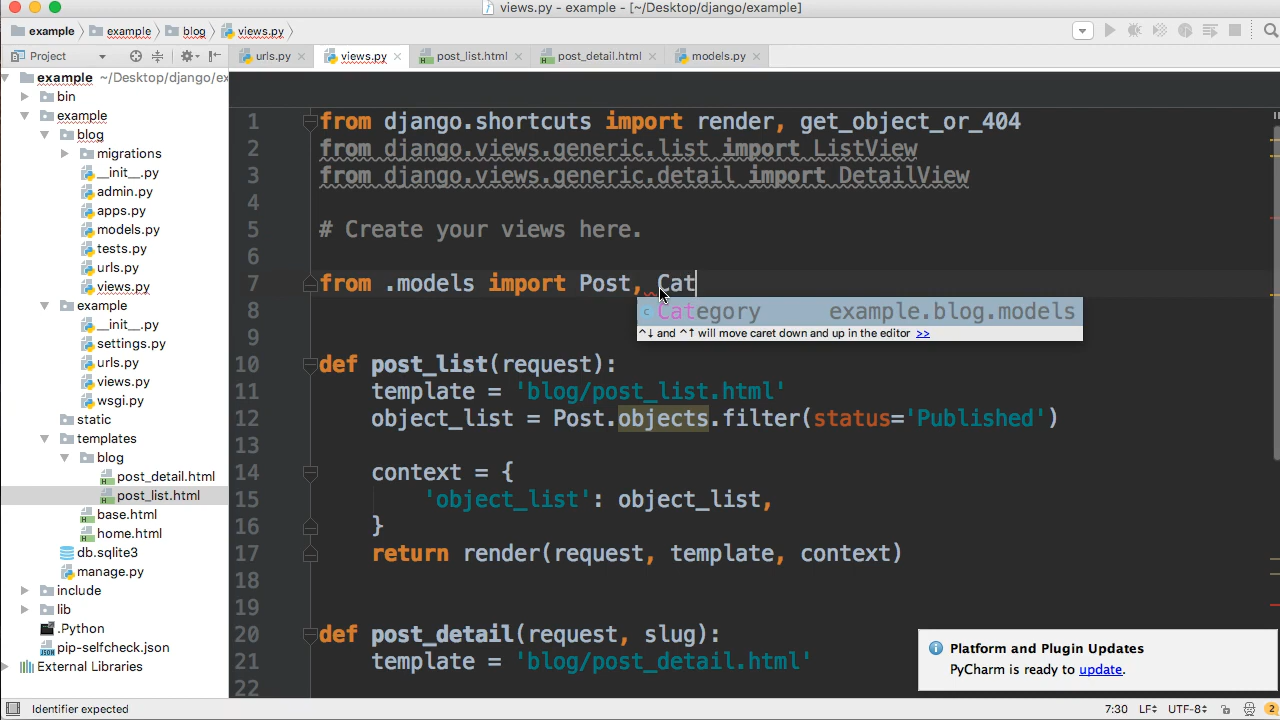 views.py - example - [~/Desktop/django/example]
example example blog views.py
Project urls.py views.py post_list.html post_detail.html models.py
example ~/Desktop/django/ex
bin
example
blog
migrations
__init__.py
admin.py
apps.py
models.py
tests.py
urls.py
views.py
example
__init__.py
settings.py
urls.py
views.py
wsgi.py
static
templates
blog
post_detail.html
post_list.html
base.html
home.html
db.sqlite3
manage.py
include
lib
.Python
pip-selfcheck.json
External Libraries
1 from django.shortcuts import render, get_object_or_404
2 from django.views.generic.list import ListView
3 from django.views.generic.detail import DetailView
4
5 # Create your views here.
6
7 from .models import Post, Cat
8 Category example.blog.models
^↓ and ^↑ will move caret down and up in the editor >>
9
10 def post_list(request):
11 template = 'blog/post_list.html'
12 object_list = Post.objects.filter(status='Published')
13
14 context = {
15 'object_list': object_list,
16 }
17 return render(request, template, context)
18
19
20 def post_detail(request, slug):
21 template = 'blog/post_detail.html'
22
Platform and Plugin Updates
PyCharm is ready to update.
Identifier expected 7:30 LF UTF-8 2